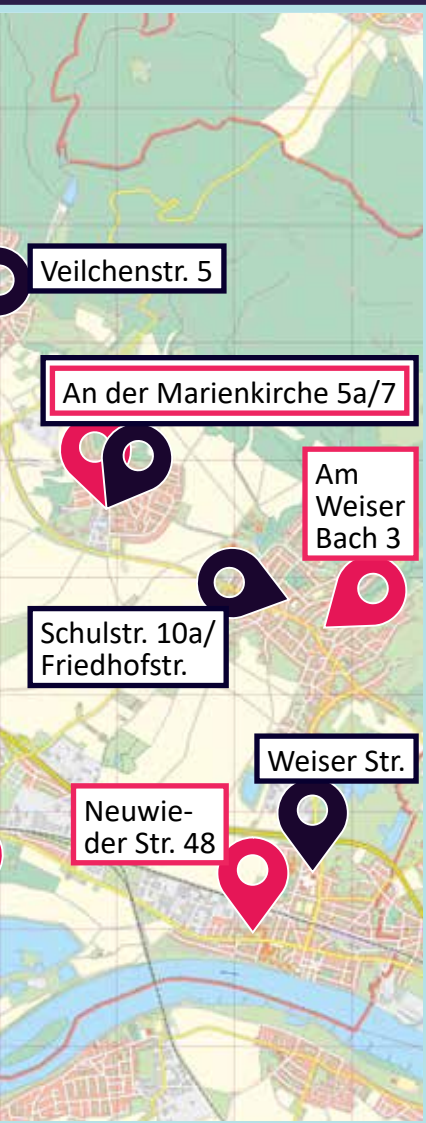 Veilchenstr. 5
An der Marienkirche 5a/7
Am
Weiser
Bach 3
Schulstr. 10a/
Friedhofstr.
Weiser Str.
Neuwie-
der Str. 48